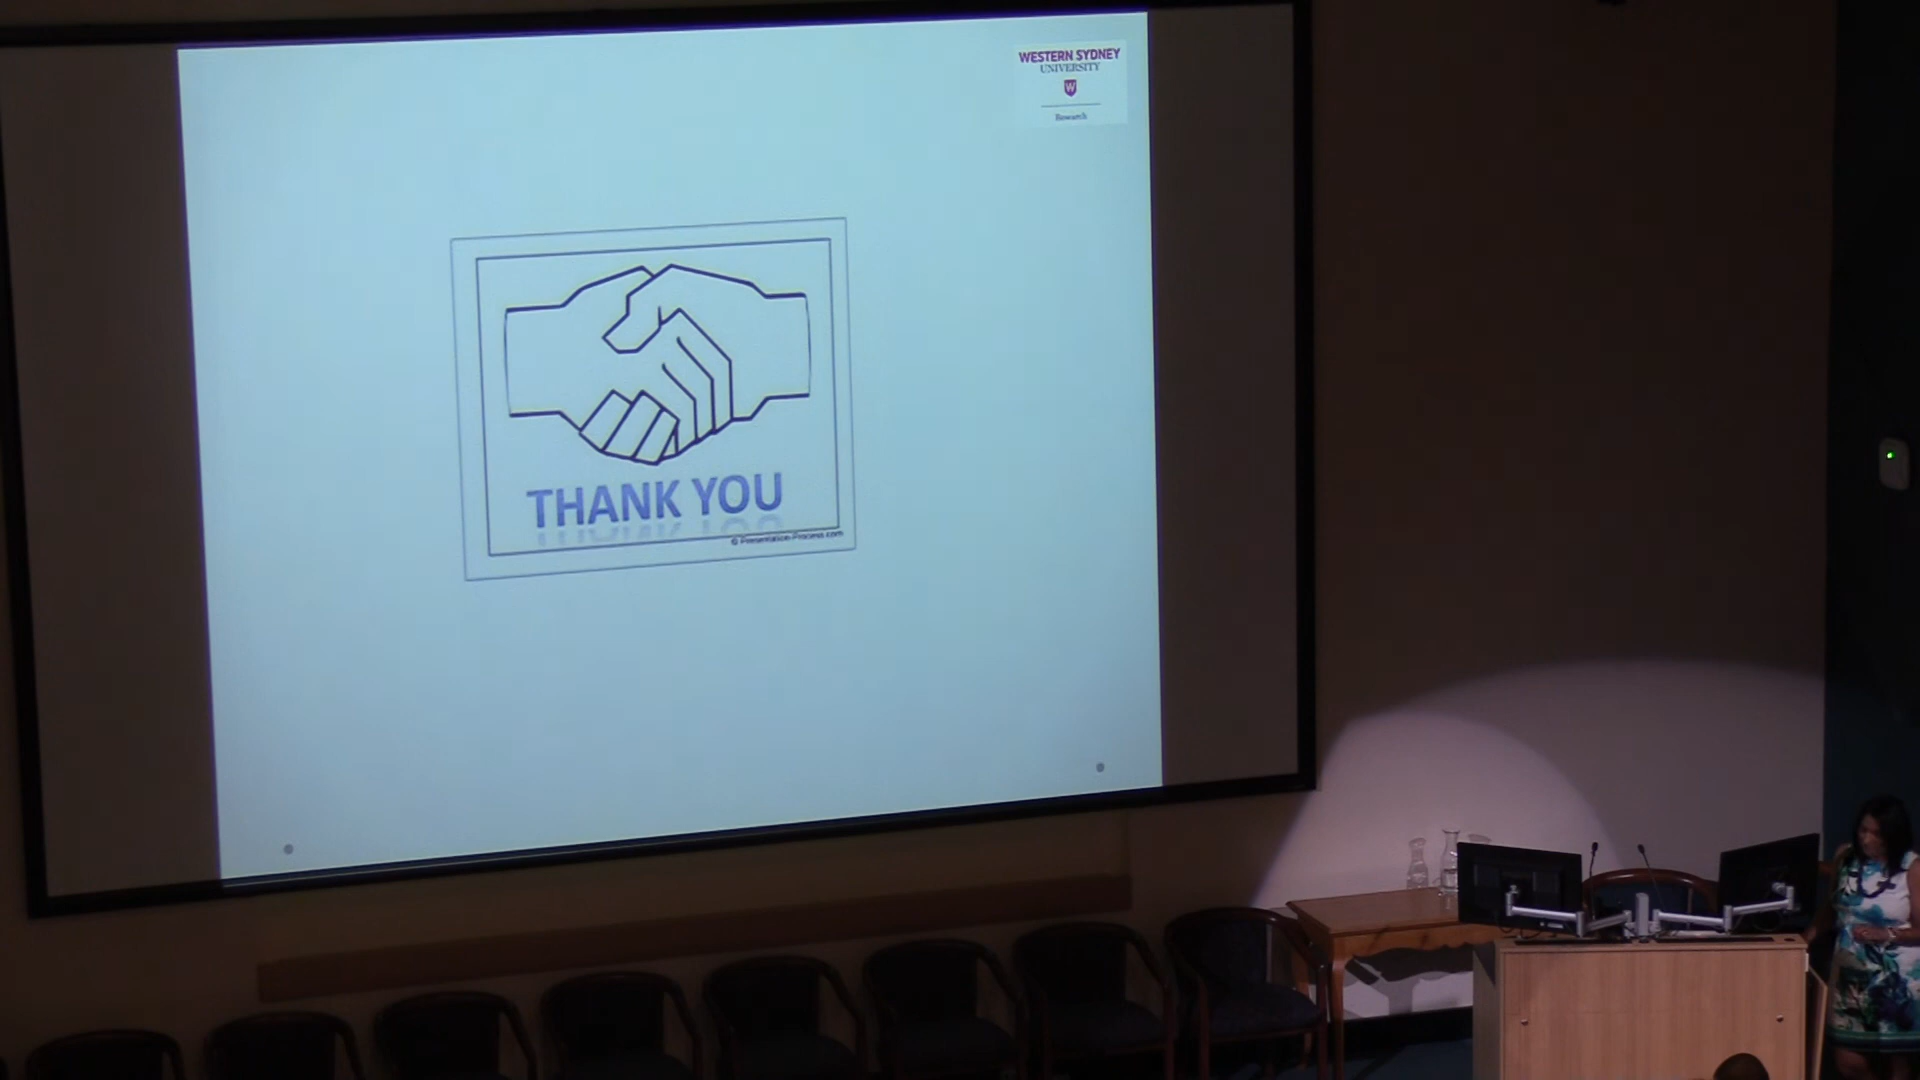 WESTERN SYDNEY
UNIVERSITY
W
Research
THANK YOU
© Presentation-Process.com